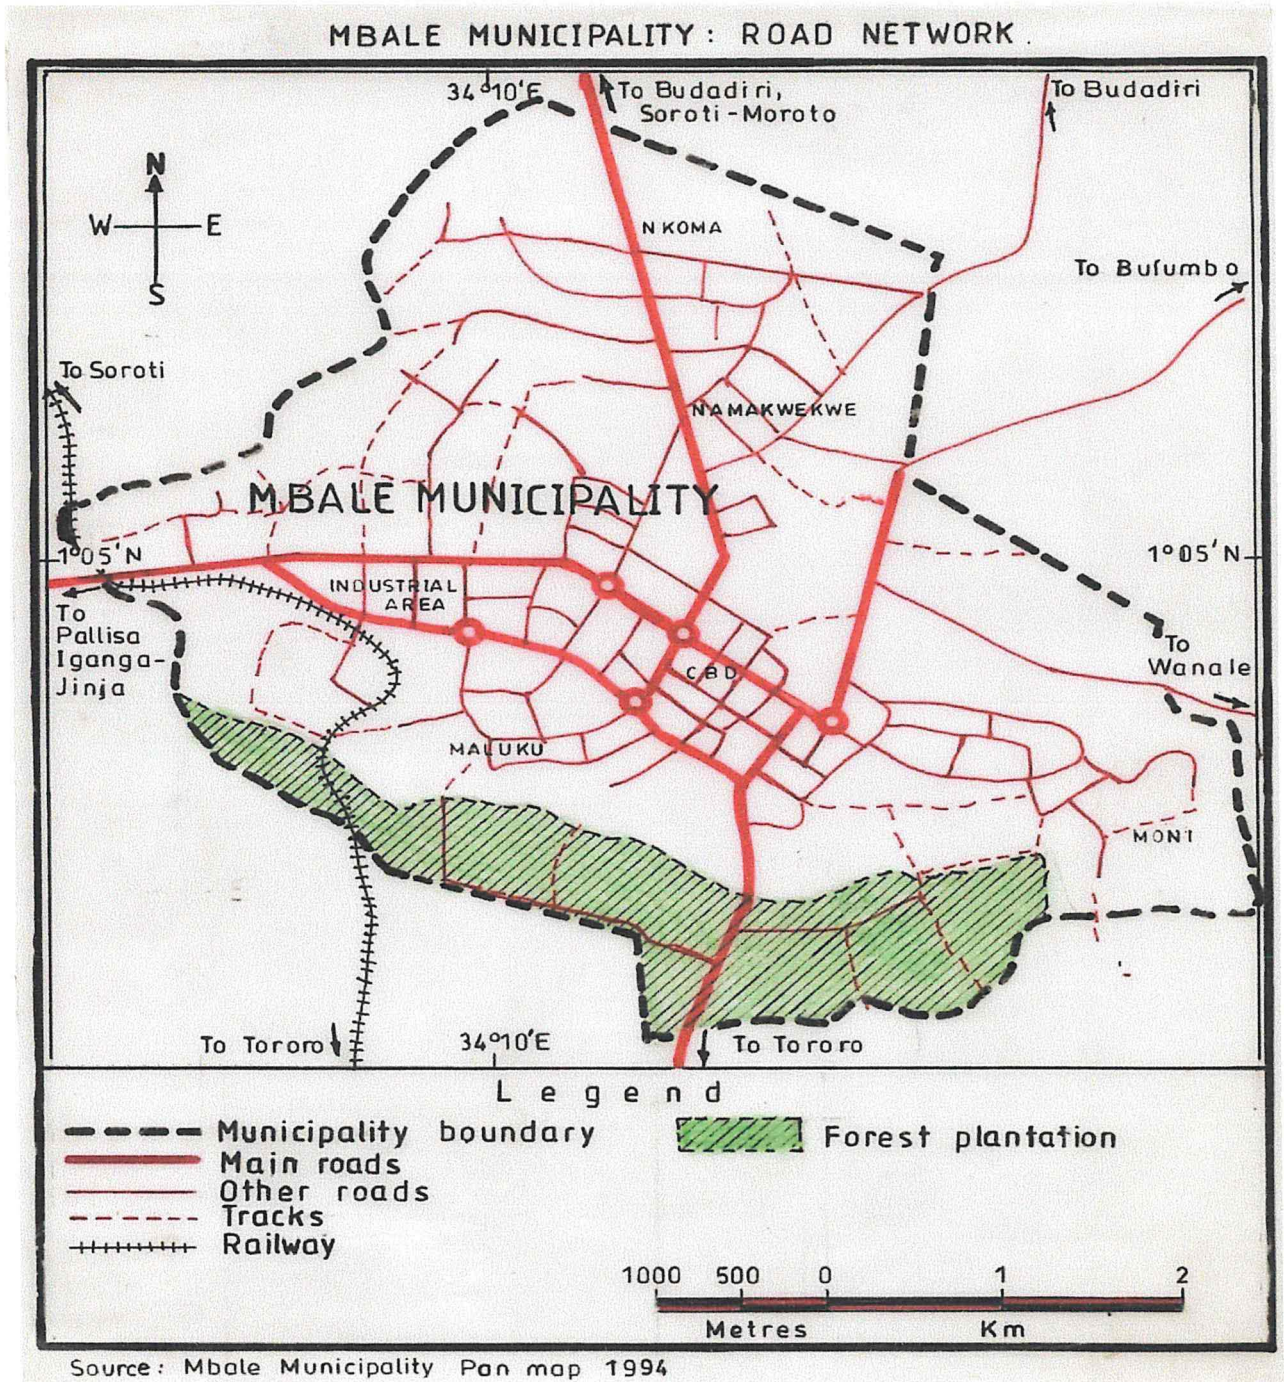 MBALE MUNICIPALITY: ROAD NETWORK.
34°10'E
To Budadiri,
Soroti-Moroto
To Budadiri
N
W E
S
NKOMA
To Bufumbo
To Soroti
NAMAKWEKWE
MBALE MUNICIPALITY
1°05'N
1°05'N
INDUSTRIAL
AREA
To
Pallisa
Iganga-
Jinja
To
Wanale
CBD
MALUKU
MONI
To Tororo
34°10'E
To Tororo
Legend
Municipality boundary
Forest plantation
Main roads
Other roads
Tracks
Railway
1000 500 0 1 2
Metres Km
Source: Mbale Municipality Pan map 1994